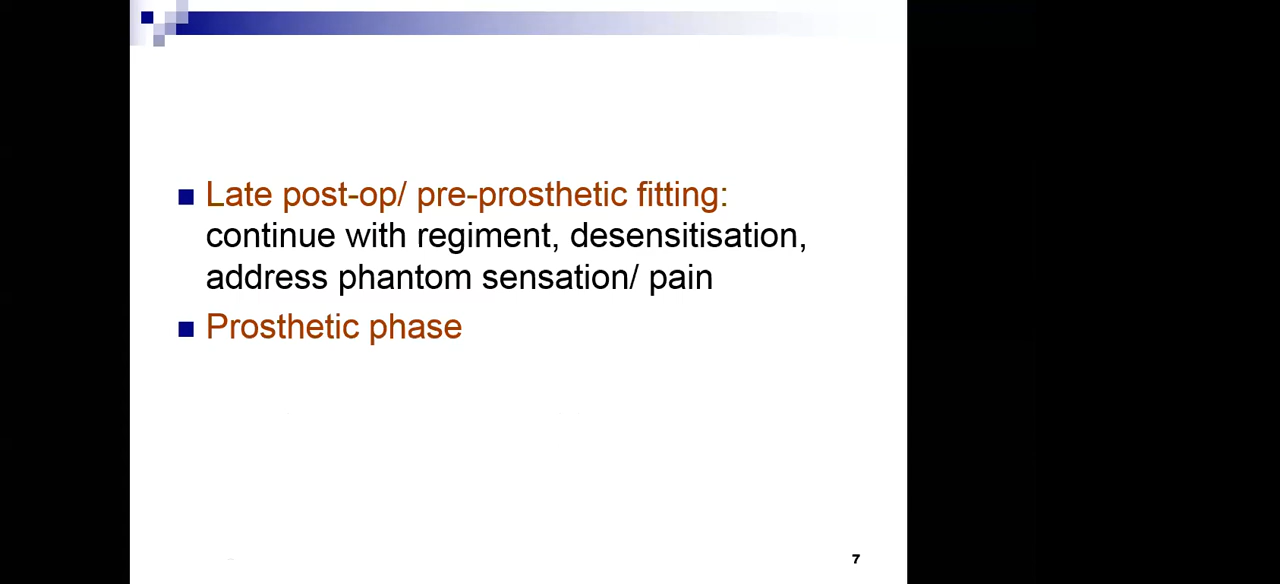 Late post-op/ pre-prosthetic fitting:
continue with regiment, desensitisation,
address phantom sensation/ pain
Prosthetic phase
7